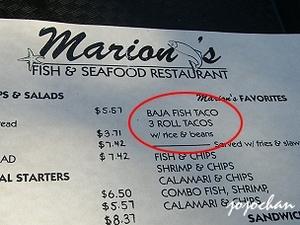 Marion's
FISH & SEAFOOD RESTAURANT
PS & SALADS
Marion's FAVORITES
$5.57
BAJA FISH TACO
3 ROLL TACOS
ead
$3.71
w/ rice & beans
$7.42
served w/ fries & slaw
d
$7.42
FISH & CHIPS
SHRIMP & CHIPS
AL STARTERS
CALAMARI & CHIPS
$6.50
COMBO FISH, SHRIMP,
$5.57
CALAMARI & CHIPS
$8.37
SANDWIC
jojochan